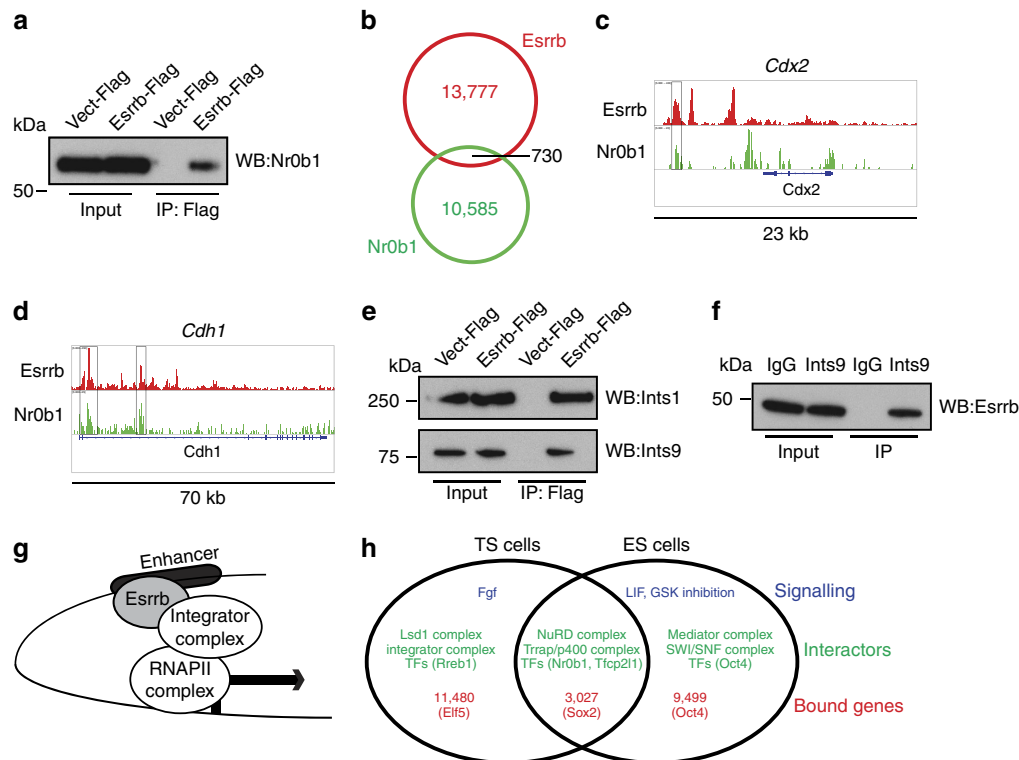 a
Vect-Flag
Esrrb-Flag
Vect-Flag
Esrrb-Flag
kDa
WB:Nr0b1
50
Input
IP: Flag
b
Esrrb
13,777
730
10,585
Nr0b1
c
Cdx2
Esrrb
Nr0b1
Cdx2
23 kb
d
Cdh1
Esrrb
Nr0b1
Cdh1
70 kb
e
Vect-Flag
Esrrb-Flag
Vect-Flag
Esrrb-Flag
kDa
250
WB:Ints1
75
WB:Ints9
Input
IP: Flag
f
kDa
IgG Ints9 IgG Ints9
50
WB:Esrrb
Input
IP
g
Enhancer
Esrrb
Integrator
complex
RNAPII
complex
h
TS cells
ES cells
Fgf
LIF, GSK inhibition
Signalling
Lsd1 complex
integrator complex
TFs (Rreb1)
NuRD complex
Trrap/p400 complex
TFs (Nr0b1, Tfcp2l1)
Mediator complex
SWI/SNF complex
TFs (Oct4)
Interactors
11,480
(Elf5)
3,027
(Sox2)
9,499
(Oct4)
Bound genes